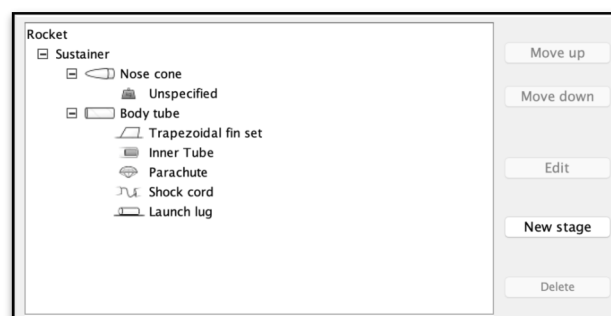 Rocket
Sustainer
Nose cone
Unspecified
Body tube
Trapezoidal fin set
Inner Tube
Parachute
Shock cord
Launch lug
Move up
Move down
Edit
New stage
Delete